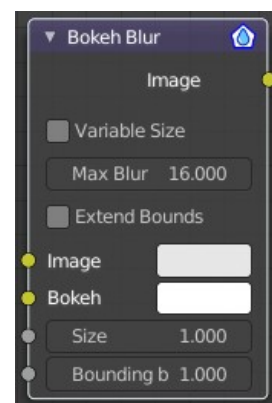 Bokeh Blur
Image
Variable Size
Max Blur 16.000
Extend Bounds
Image
Bokeh
Size 1.000
Bounding b 1.000